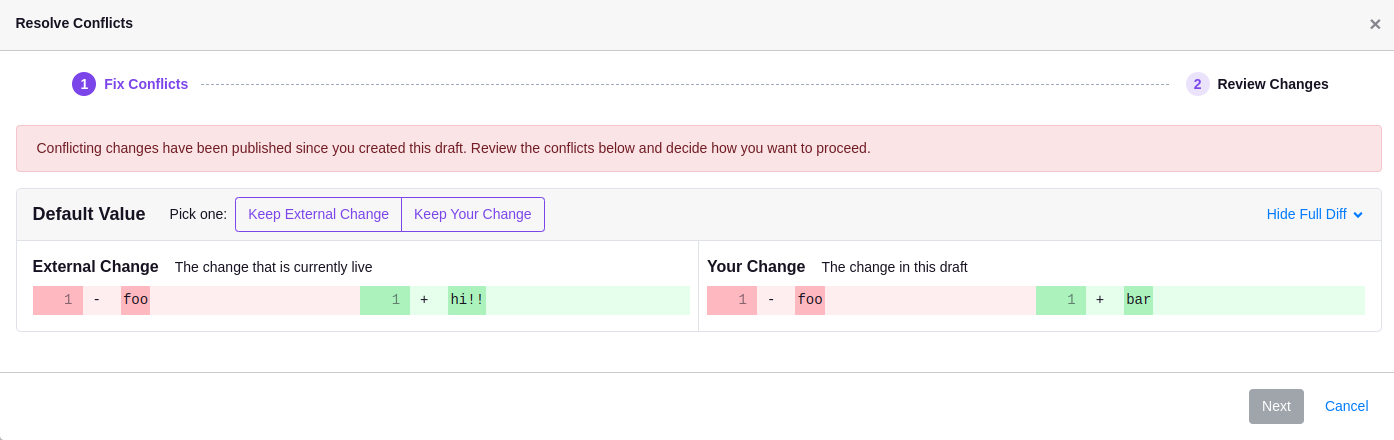 Resolve Conflicts ×
1 Fix Conflicts 2 Review Changes
Conflicting changes have been published since you created this draft. Review the conflicts below and decide how you want to proceed.
Default Value Pick one: Keep External Change Keep Your Change Hide Full Diff
External Change The change that is currently live Your Change The change in this draft
1 - foo 1 + hi!! 1 - foo 1 + bar
Next Cancel